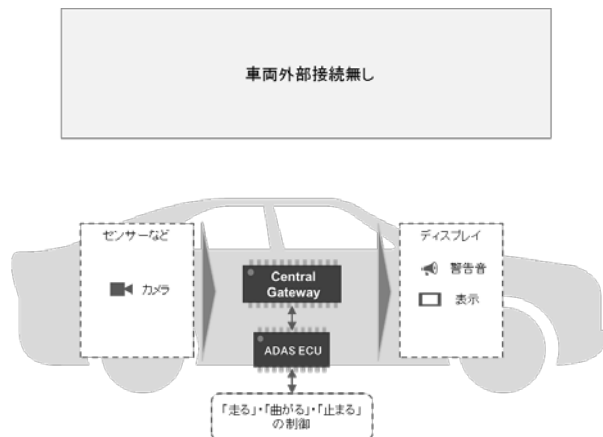 車両外部接続無し
センサーなど
カメラ
Central
Gateway
ADAS ECU
「走る」・「曲がる」・「止まる」
の制御
ディスプレイ
警告音
表示